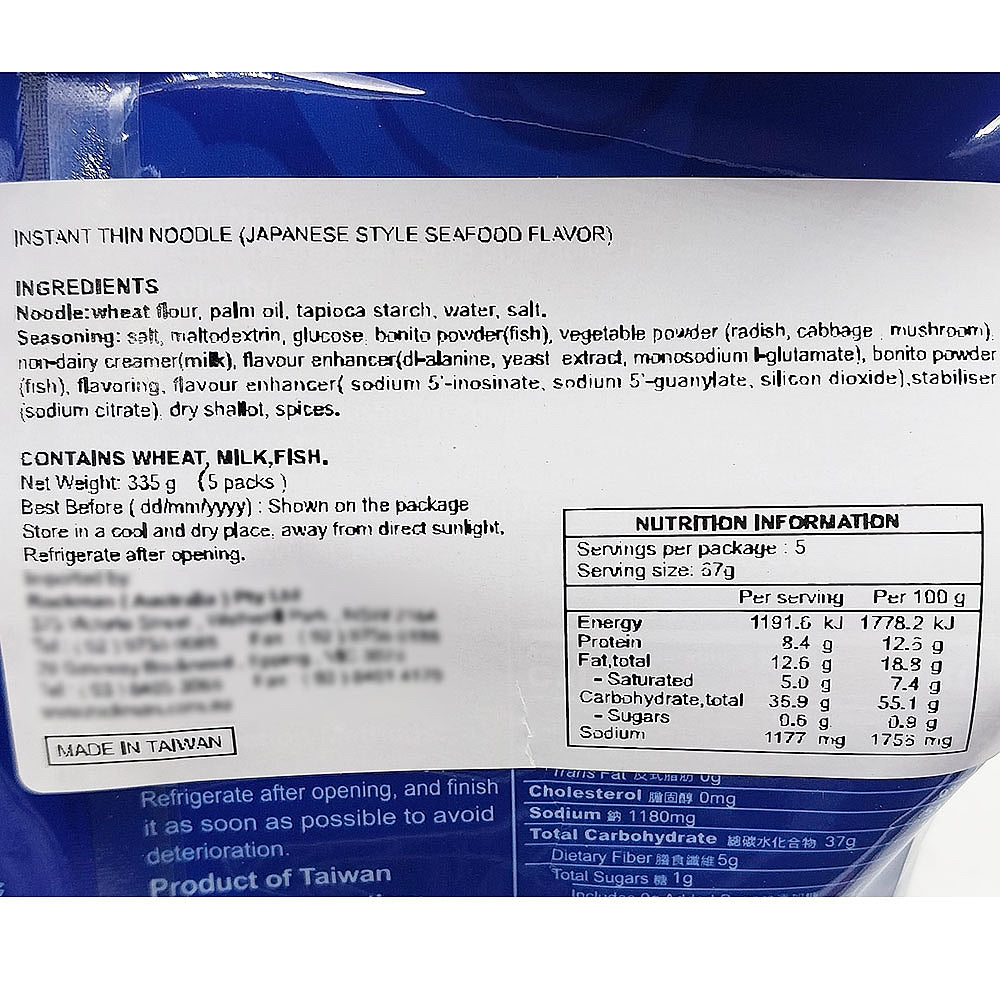 INSTANT THIN NOODLE (JAPANESE STYLE SEAFOOD FLAVOR)
INGREDIENTS
Noodle:wheat flour, palm oil, tapioca starch, water, salt.
Seasoning: salt, maltodextrin, glucose, bonito powder(fish), vegetable powder (radish, cabbage, mushroom),
non-dairy creamer(milk), flavour enhancer(dl-alanine, yeast extract, monosodium l-glutamate), bonito powder
(fish), flavoring, flavour enhancer( sodium 5'-inosinate, sodium 5'-guanylate, silicon dioxide),stabiliser
(sodium citrate), dry shallot, spices.
CONTAINS WHEAT, MILK,FISH.
Net Weight: 335 g (5 packs )
Best Before ( dd/mm/yyyy) : Shown on the package
Store in a cool and dry place, away from direct sunlight,
Refrigerate after opening.
MADE IN TAIWAN
NUTRITION INFORMATION
Servings per package : 5
Serving size: 67g
Per serving Per 100 g
Energy 1191.6 kJ 1778.2 kJ
Protein 8.4 g 12.5 g
Fat,total 12.6 g 18.8 g
- Saturated 5.0 g 7.4 g
Carbohydrate,total 36.9 g 55.1 g
- Sugars 0.6 g 0.9 g
Sodium 1177 mg 1756 mg
Refrigerate after opening, and finish
it as soon as possible to avoid
deterioration.
Product of Taiwan
Trans Fat 反式脂肪 0g
Cholesterol 膽固醇 0mg
Sodium 鈉 1180mg
Total Carbohydrate 總碳水化合物 37g
Dietary Fiber 膳食纖維 5g
Total Sugars 糖 1g